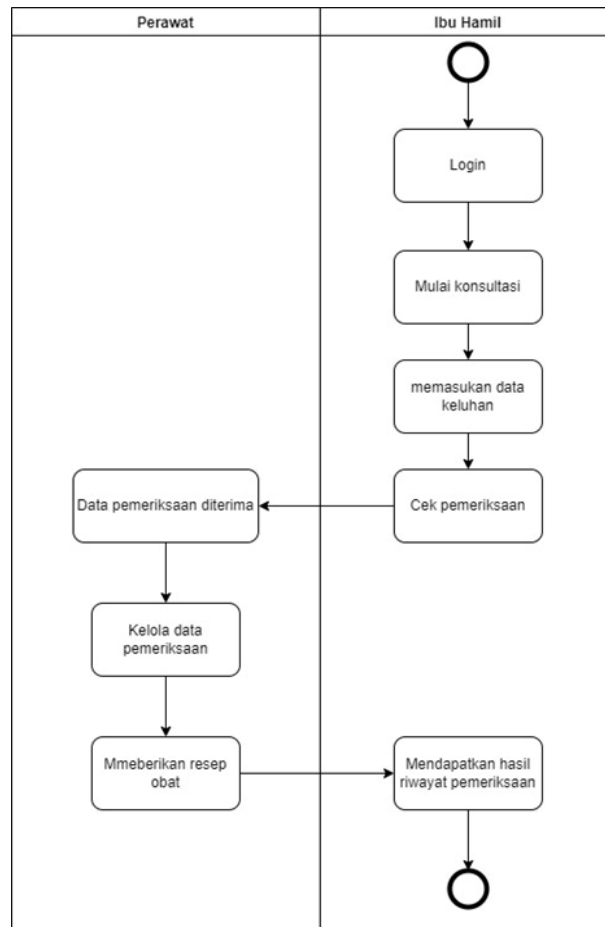 Perawat
Ibu Hamil
Login
Mulai konsultasi
memasukan data
keluhan
Cek pemeriksaan
Data pemeriksaan diterima
Kelola data
pemeriksaan
Mmeberikan resep
obat
Mendapatkan hasil
riwayat pemeriksaan